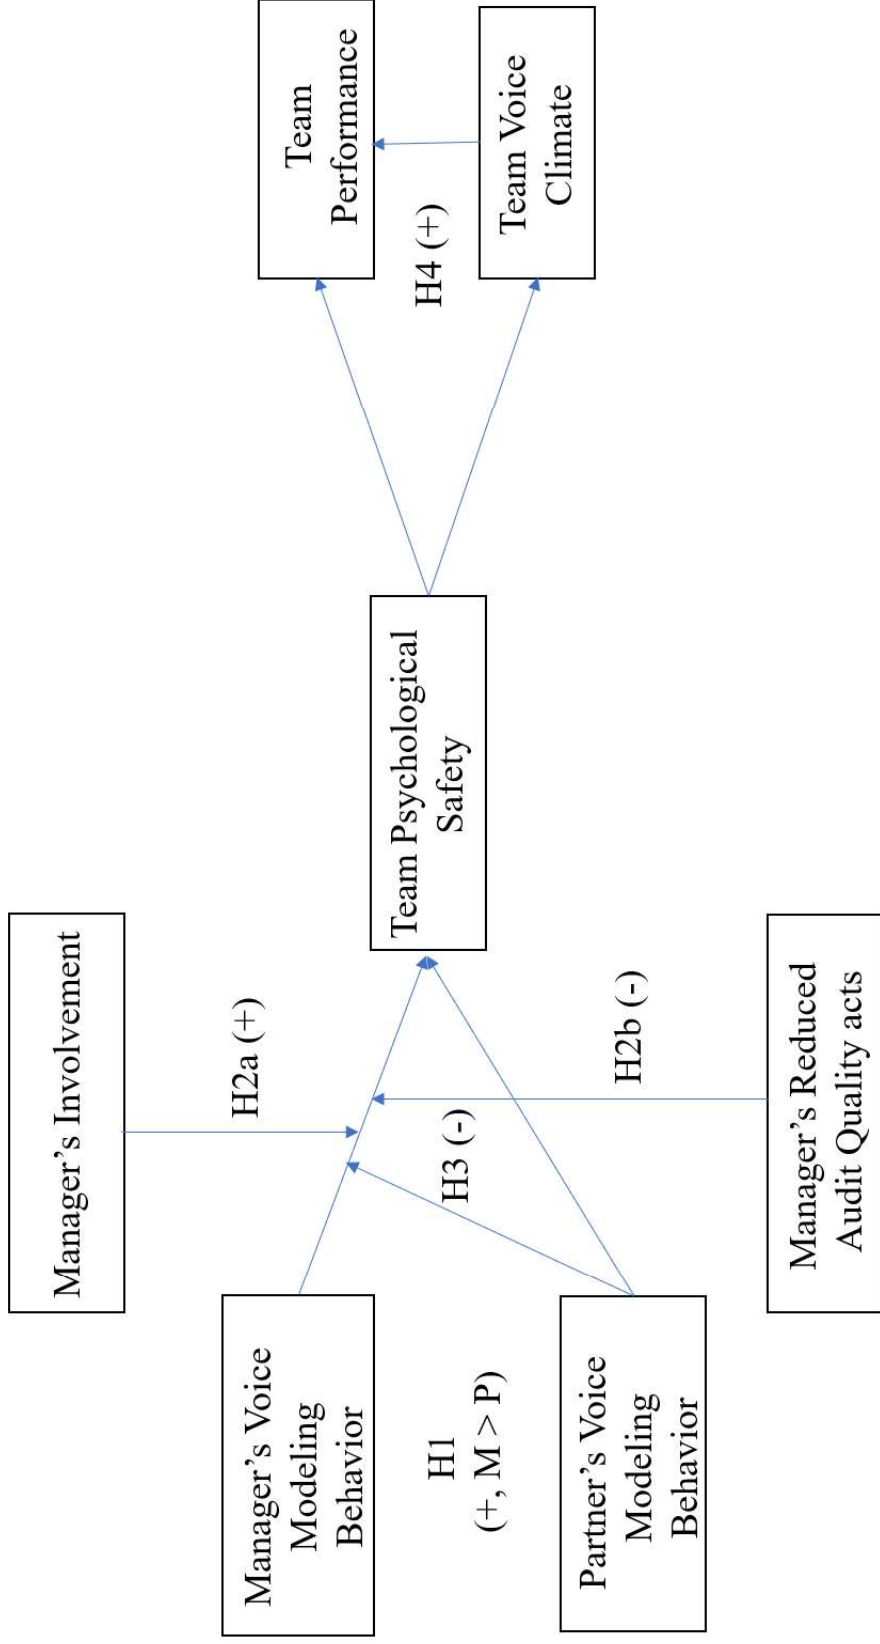 Manager’s Involvement
H2a (+)
Manager’s Voice
Modeling
Behavior
H1
(+, M > P)
Partner’s Voice
Modeling
Behavior
H3 (-)
H2b (-)
Manager’s Reduced
Audit Quality acts
Team Psychological
Safety
Team
Performance
H4 (+)
Team Voice
Climate